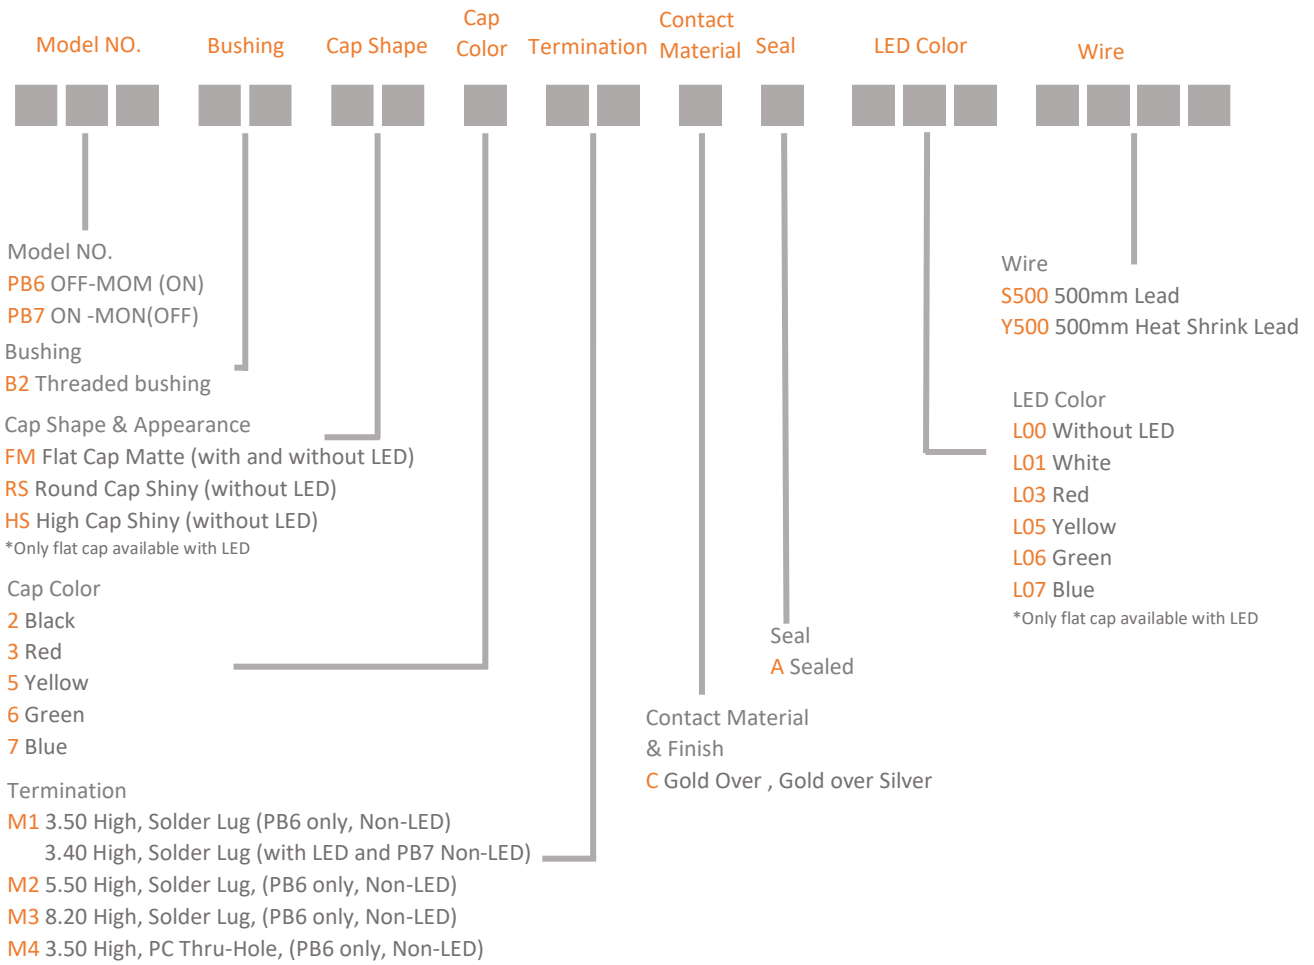 Model NO.
Bushing
Cap Shape
Cap
Color
Termination
Contact
Material
Seal
LED Color
Wire
Model NO.
PB6 OFF-MOM (ON)
PB7 ON -MON(OFF)
Bushing
B2 Threaded bushing
Cap Shape & Appearance
FM Flat Cap Matte (with and without LED)
RS Round Cap Shiny (without LED)
HS High Cap Shiny (without LED)
*Only flat cap available with LED
Cap Color
2 Black
3 Red
5 Yellow
6 Green
7 Blue
Termination
M1 3.50 High, Solder Lug (PB6 only, Non-LED)
3.40 High, Solder Lug (with LED and PB7 Non-LED)
M2 5.50 High, Solder Lug, (PB6 only, Non-LED)
M3 8.20 High, Solder Lug, (PB6 only, Non-LED)
M4 3.50 High, PC Thru-Hole, (PB6 only, Non-LED)
Contact Material
& Finish
C Gold Over , Gold over Silver
Seal
A Sealed
LED Color
L00 Without LED
L01 White
L03 Red
L05 Yellow
L06 Green
L07 Blue
*Only flat cap available with LED
Wire
S500 500mm Lead
Y500 500mm Heat Shrink Lead